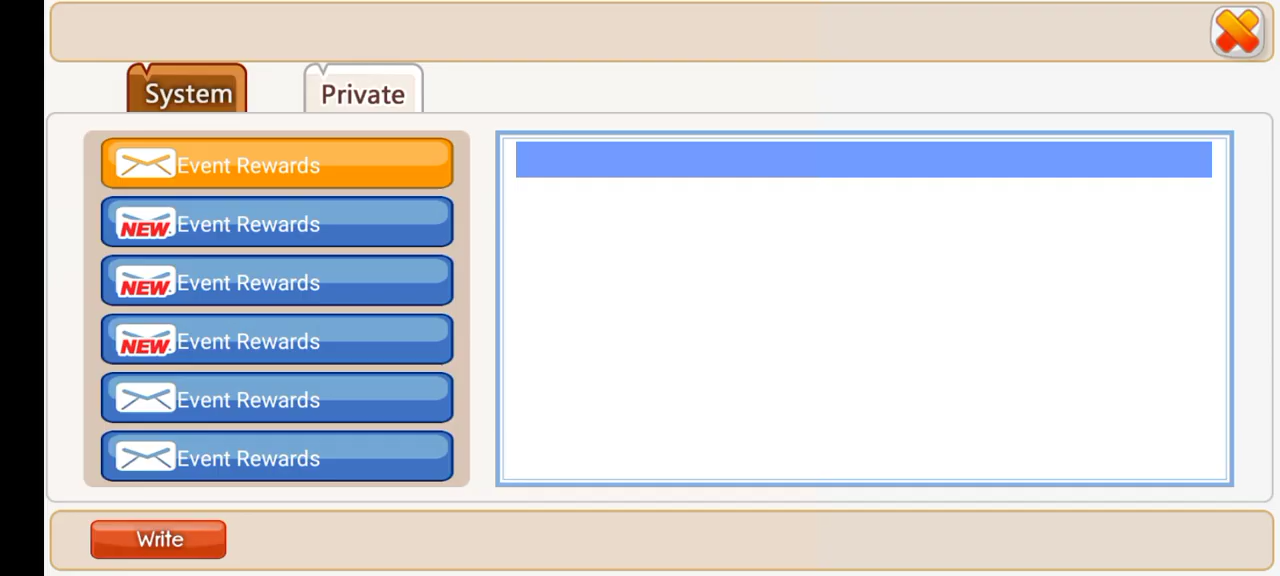 System
Private
Event Rewards
NEW Event Rewards
NEW Event Rewards
NEW Event Rewards
Event Rewards
Event Rewards
Write